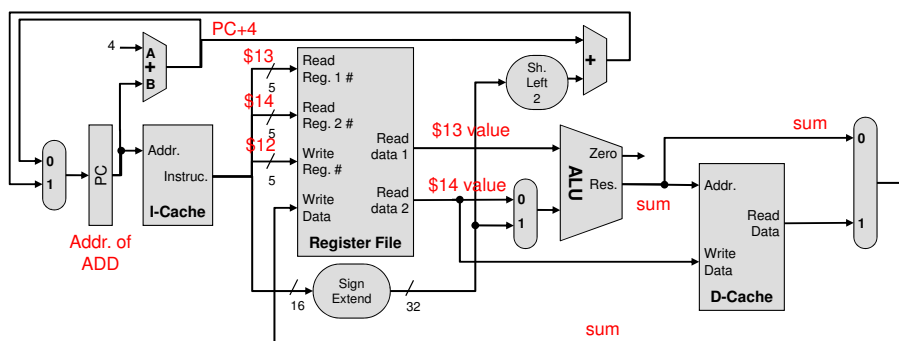 PC+4
4
A
+
B
+
$13
Read
Reg. 1 #
5
$14
Read
Reg. 2 #
5
$12
Write
Reg. #
5
Write
Data
Read
data 1
Read
data 2
Register File
Sh.
Left
2
0
1
PC
Addr.
Instruc.
I-Cache
Addr. of
ADD
$13 value
$14 value
0
1
ALU
Zero
Res.
sum
sum
Addr.
Read
Data
Write
Data
D-Cache
0
1
16
Sign
Extend
32
sum